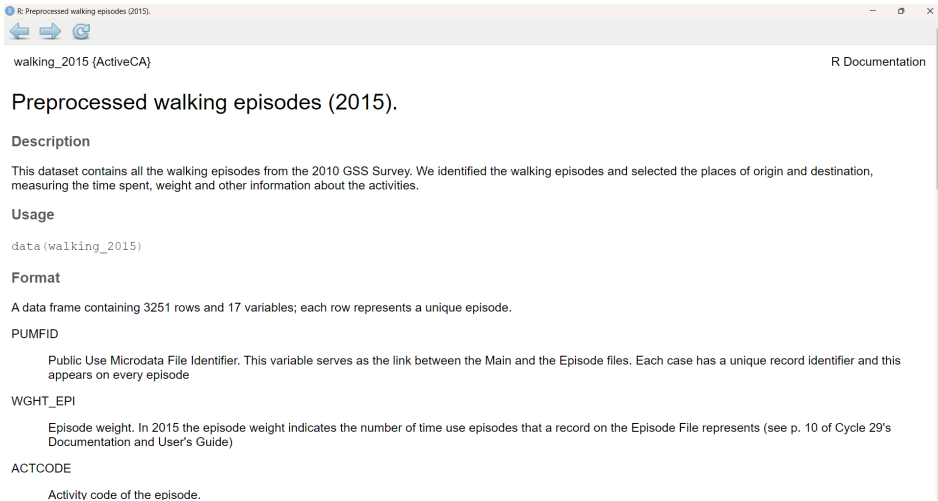 R: Preprocessed walking episodes (2015).
walking_2015 {ActiveCA}
R Documentation
Preprocessed walking episodes (2015).
Description
This dataset contains all the walking episodes from the 2010 GSS Survey. We identified the walking episodes and selected the places of origin and destination,
measuring the time spent, weight and other information about the activities.
Usage
data(walking_2015)
Format
A data frame containing 3251 rows and 17 variables; each row represents a unique episode.
PUMFID
Public Use Microdata File Identifier. This variable serves as the link between the Main and the Episode files. Each case has a unique record identifier and this
appears on every episode
WGHT_EPI
Episode weight. In 2015 the episode weight indicates the number of time use episodes that a record on the Episode File represents (see p. 10 of Cycle 29's
Documentation and User's Guide)
ACTCODE
Activity code of the episode.